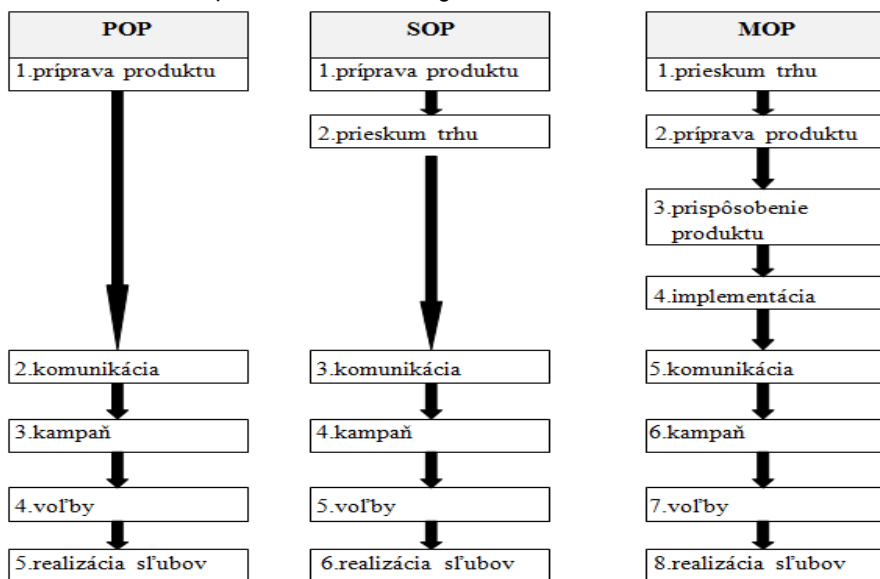 POP
1.príprava produktu
2.komunikácia
3.kampaň
4.voľby
5.realizácia sľubov
SOP
1.príprava produktu
2.prieskum trhu
3.komunikácia
4.kampaň
5.voľby
6.realizácia sľubov
MOP
1.prieskum trhu
2.príprava produktu
3.prispôsobenie
produktu
4.implementácia
5.komunikácia
6.kampaň
7.voľby
8.realizácia sľubov